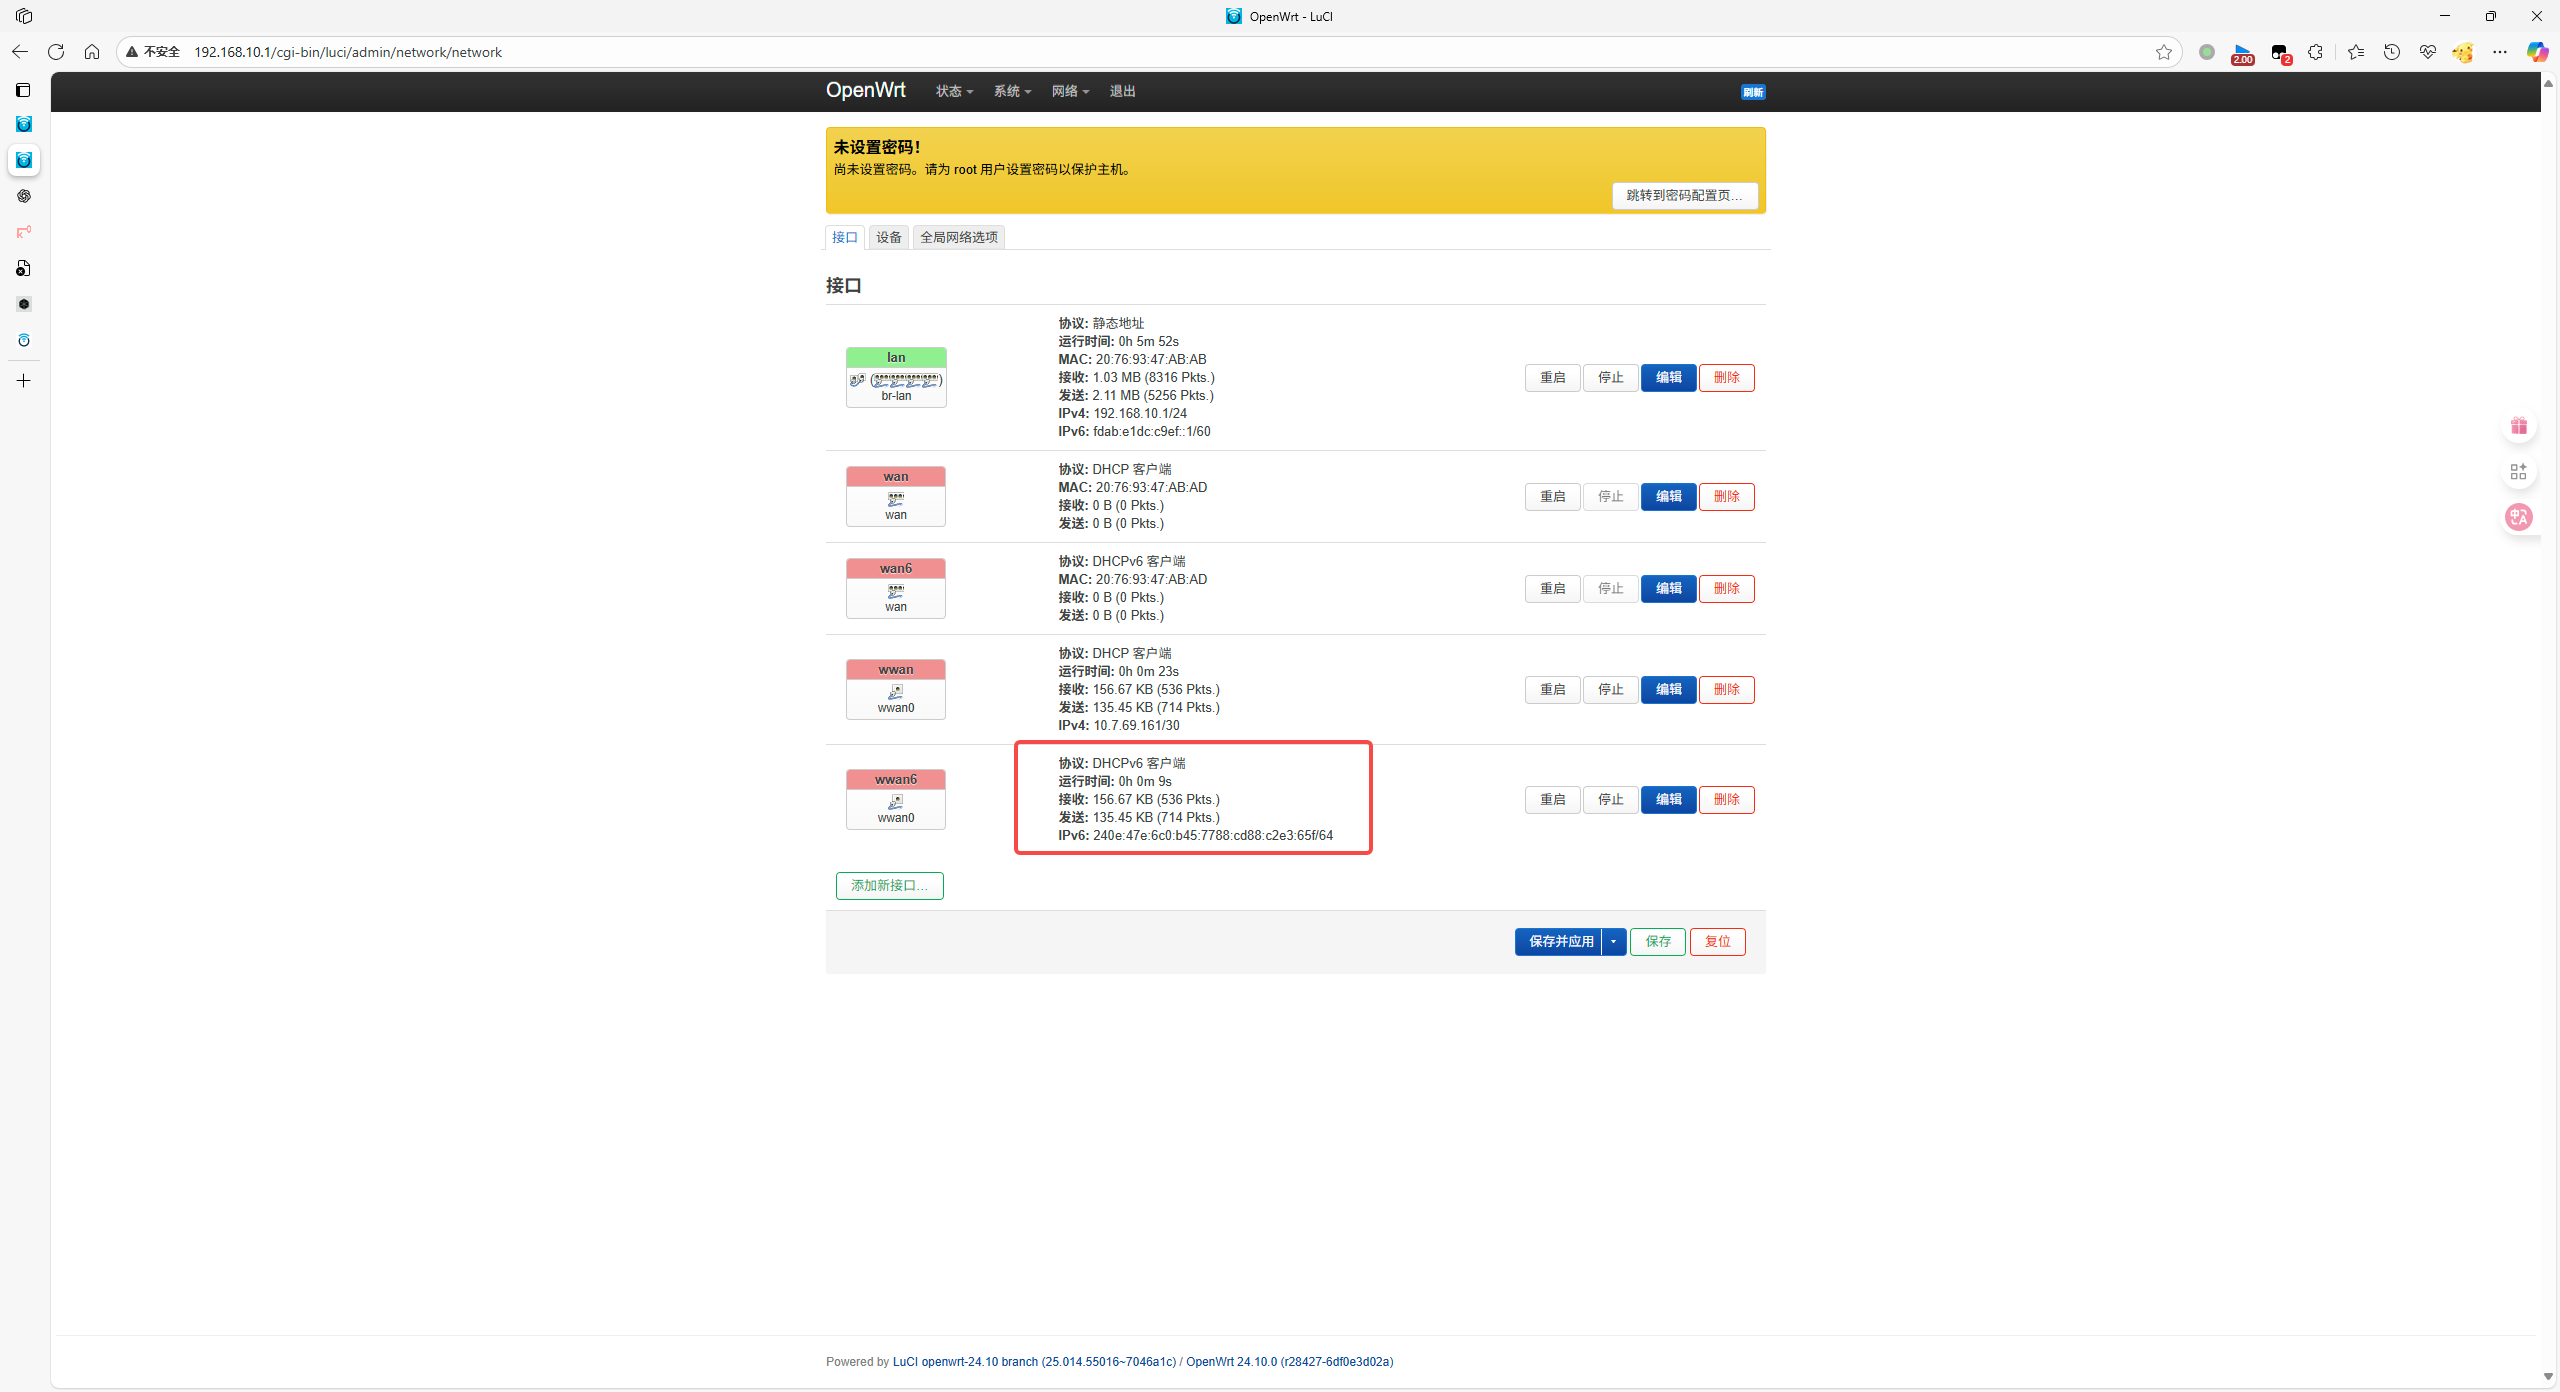 OpenWrt - LuCI
不安全 192.168.10.1/cgi-bin/luci/admin/network/network
2.00
2
OpenWrt 状态 系统 网络 退出 刷新
未设置密码！
尚未设置密码。请为 root 用户设置密码以保护主机。
跳转到密码配置页...
接口 设备 全局网络选项
接口
lan
br-lan
协议: 静态地址
运行时间: 0h 5m 52s
MAC: 20:76:93:47:AB:AB
接收: 1.03 MB (8316 Pkts.)
发送: 2.11 MB (5256 Pkts.)
IPv4: 192.168.10.1/24
IPv6: fdab:e1dc:c9ef::1/60
重启 停止 编辑 删除
wan
wan
协议: DHCP 客户端
MAC: 20:76:93:47:AB:AD
接收: 0 B (0 Pkts.)
发送: 0 B (0 Pkts.)
重启 停止 编辑 删除
wan6
wan
协议: DHCPv6 客户端
MAC: 20:76:93:47:AB:AD
接收: 0 B (0 Pkts.)
发送: 0 B (0 Pkts.)
重启 停止 编辑 删除
wwan
wwan0
协议: DHCP 客户端
运行时间: 0h 0m 23s
接收: 156.67 KB (536 Pkts.)
发送: 135.45 KB (714 Pkts.)
IPv4: 10.7.69.161/30
重启 停止 编辑 删除
wwan6
wwan0
协议: DHCPv6 客户端
运行时间: 0h 0m 9s
接收: 156.67 KB (536 Pkts.)
发送: 135.45 KB (714 Pkts.)
IPv6: 240e:47e:6c0:b45:7788:cd88:c2e3:65f/64
重启 停止 编辑 删除
添加新接口...
保存并应用 保存 复位
Powered by LuCI openwrt-24.10 branch (25.014.55016~7046a1c) / OpenWrt 24.10.0 (r28427-6df0e3d02a)